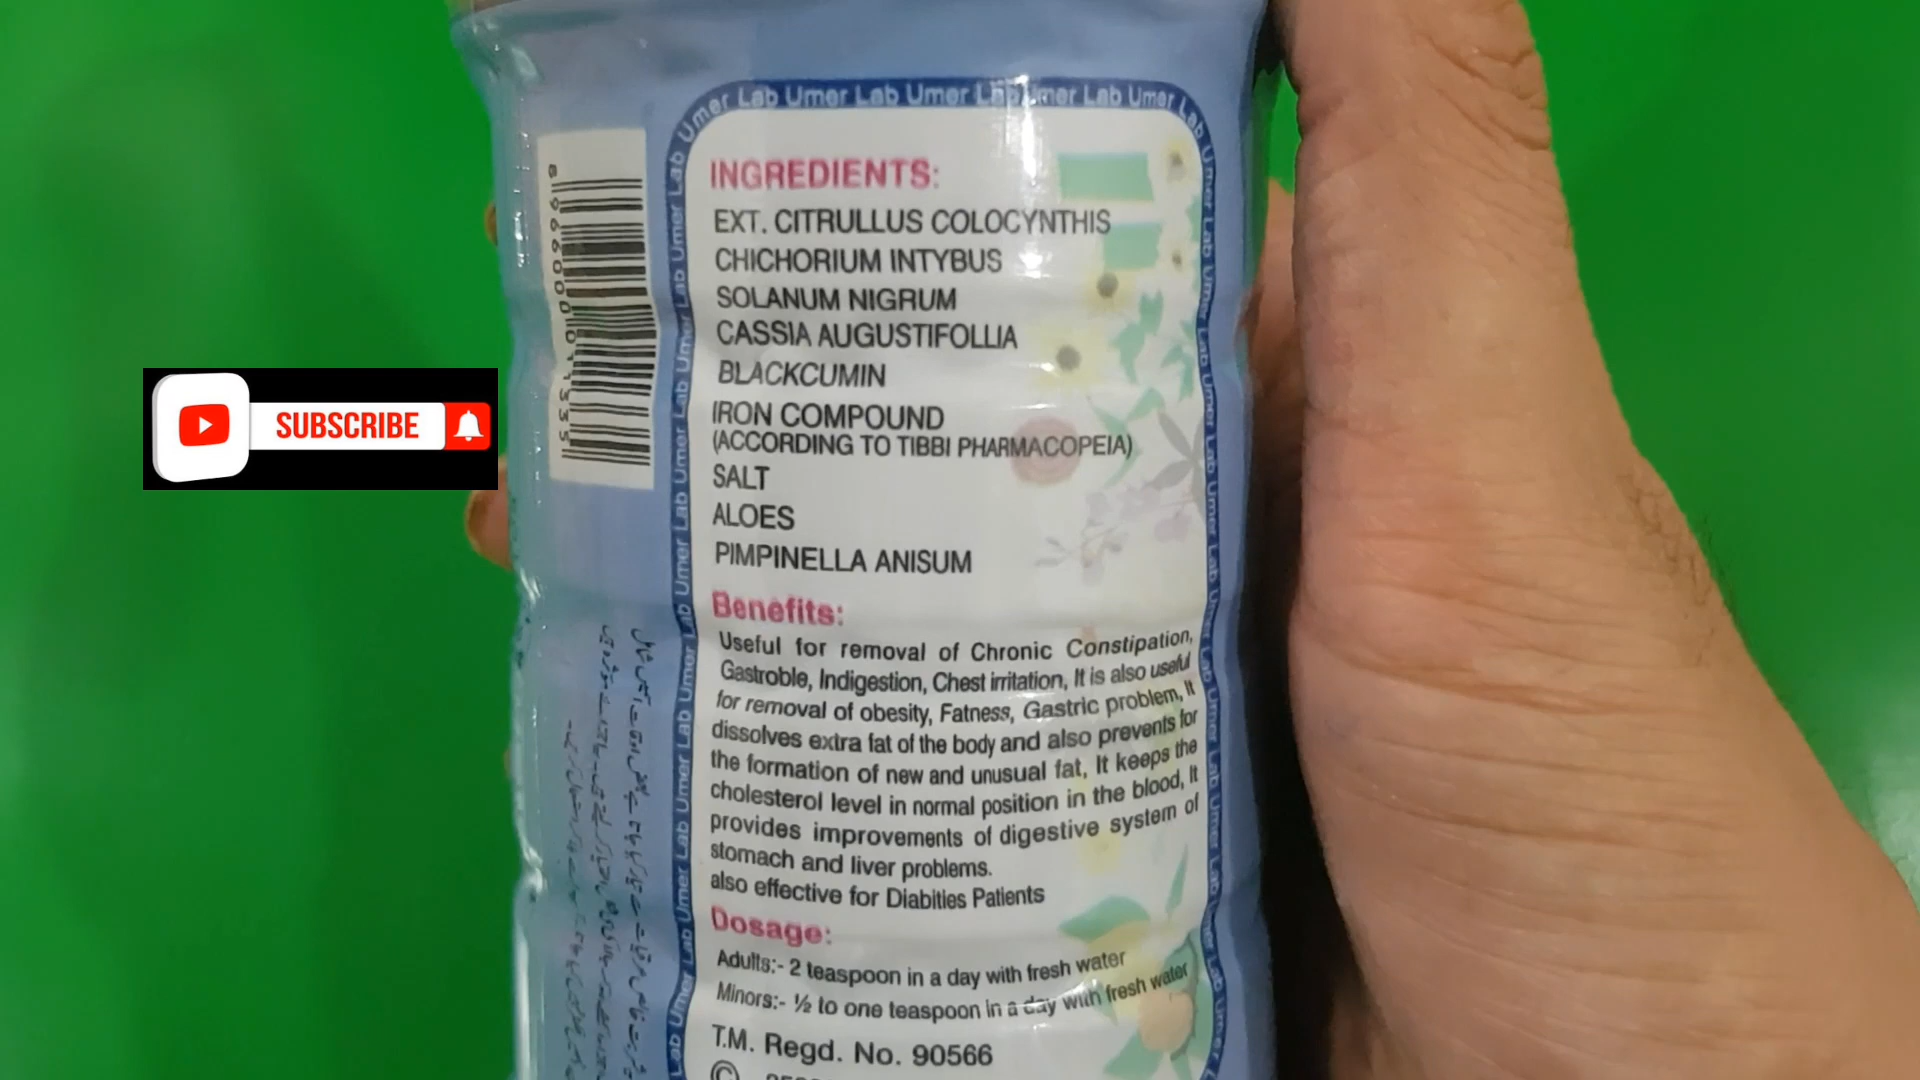 Umer Lab Umer Lab Umer Lab Umer Lab Umer Lab
INGREDIENTS:
EXT. CITRULLUS COLOCYNTHIS
CHICHORIUM INTYBUS
SOLANUM NIGRUM
CASSIA AUGUSTIFOLLIA
BLACKCUMIN
IRON COMPOUND
(ACCORDING TO TIBBI PHARMACOPEIA)
SALT
ALOES
PIMPINELLA ANISUM
Benefits:
Useful for removal of Chronic Constipation,
Gastroble, Indigestion, Chest irritation, It is also useful
for removal of obesity, Fatness, Gastric problem, It
dissolves extra fat of the body and also prevents for
the formation of new and unusual fat, It keeps the
cholesterol level in normal position in the blood, It
provides improvements of digestive system of
stomach and liver problems.
also effective for Diabities Patients
Dosage:
Adults:- 2 teaspoon in a day with fresh water
Minors:- ½ to one teaspoon in a day with fresh water
T.M. Regd. No. 90566
©
SUBSCRIBE